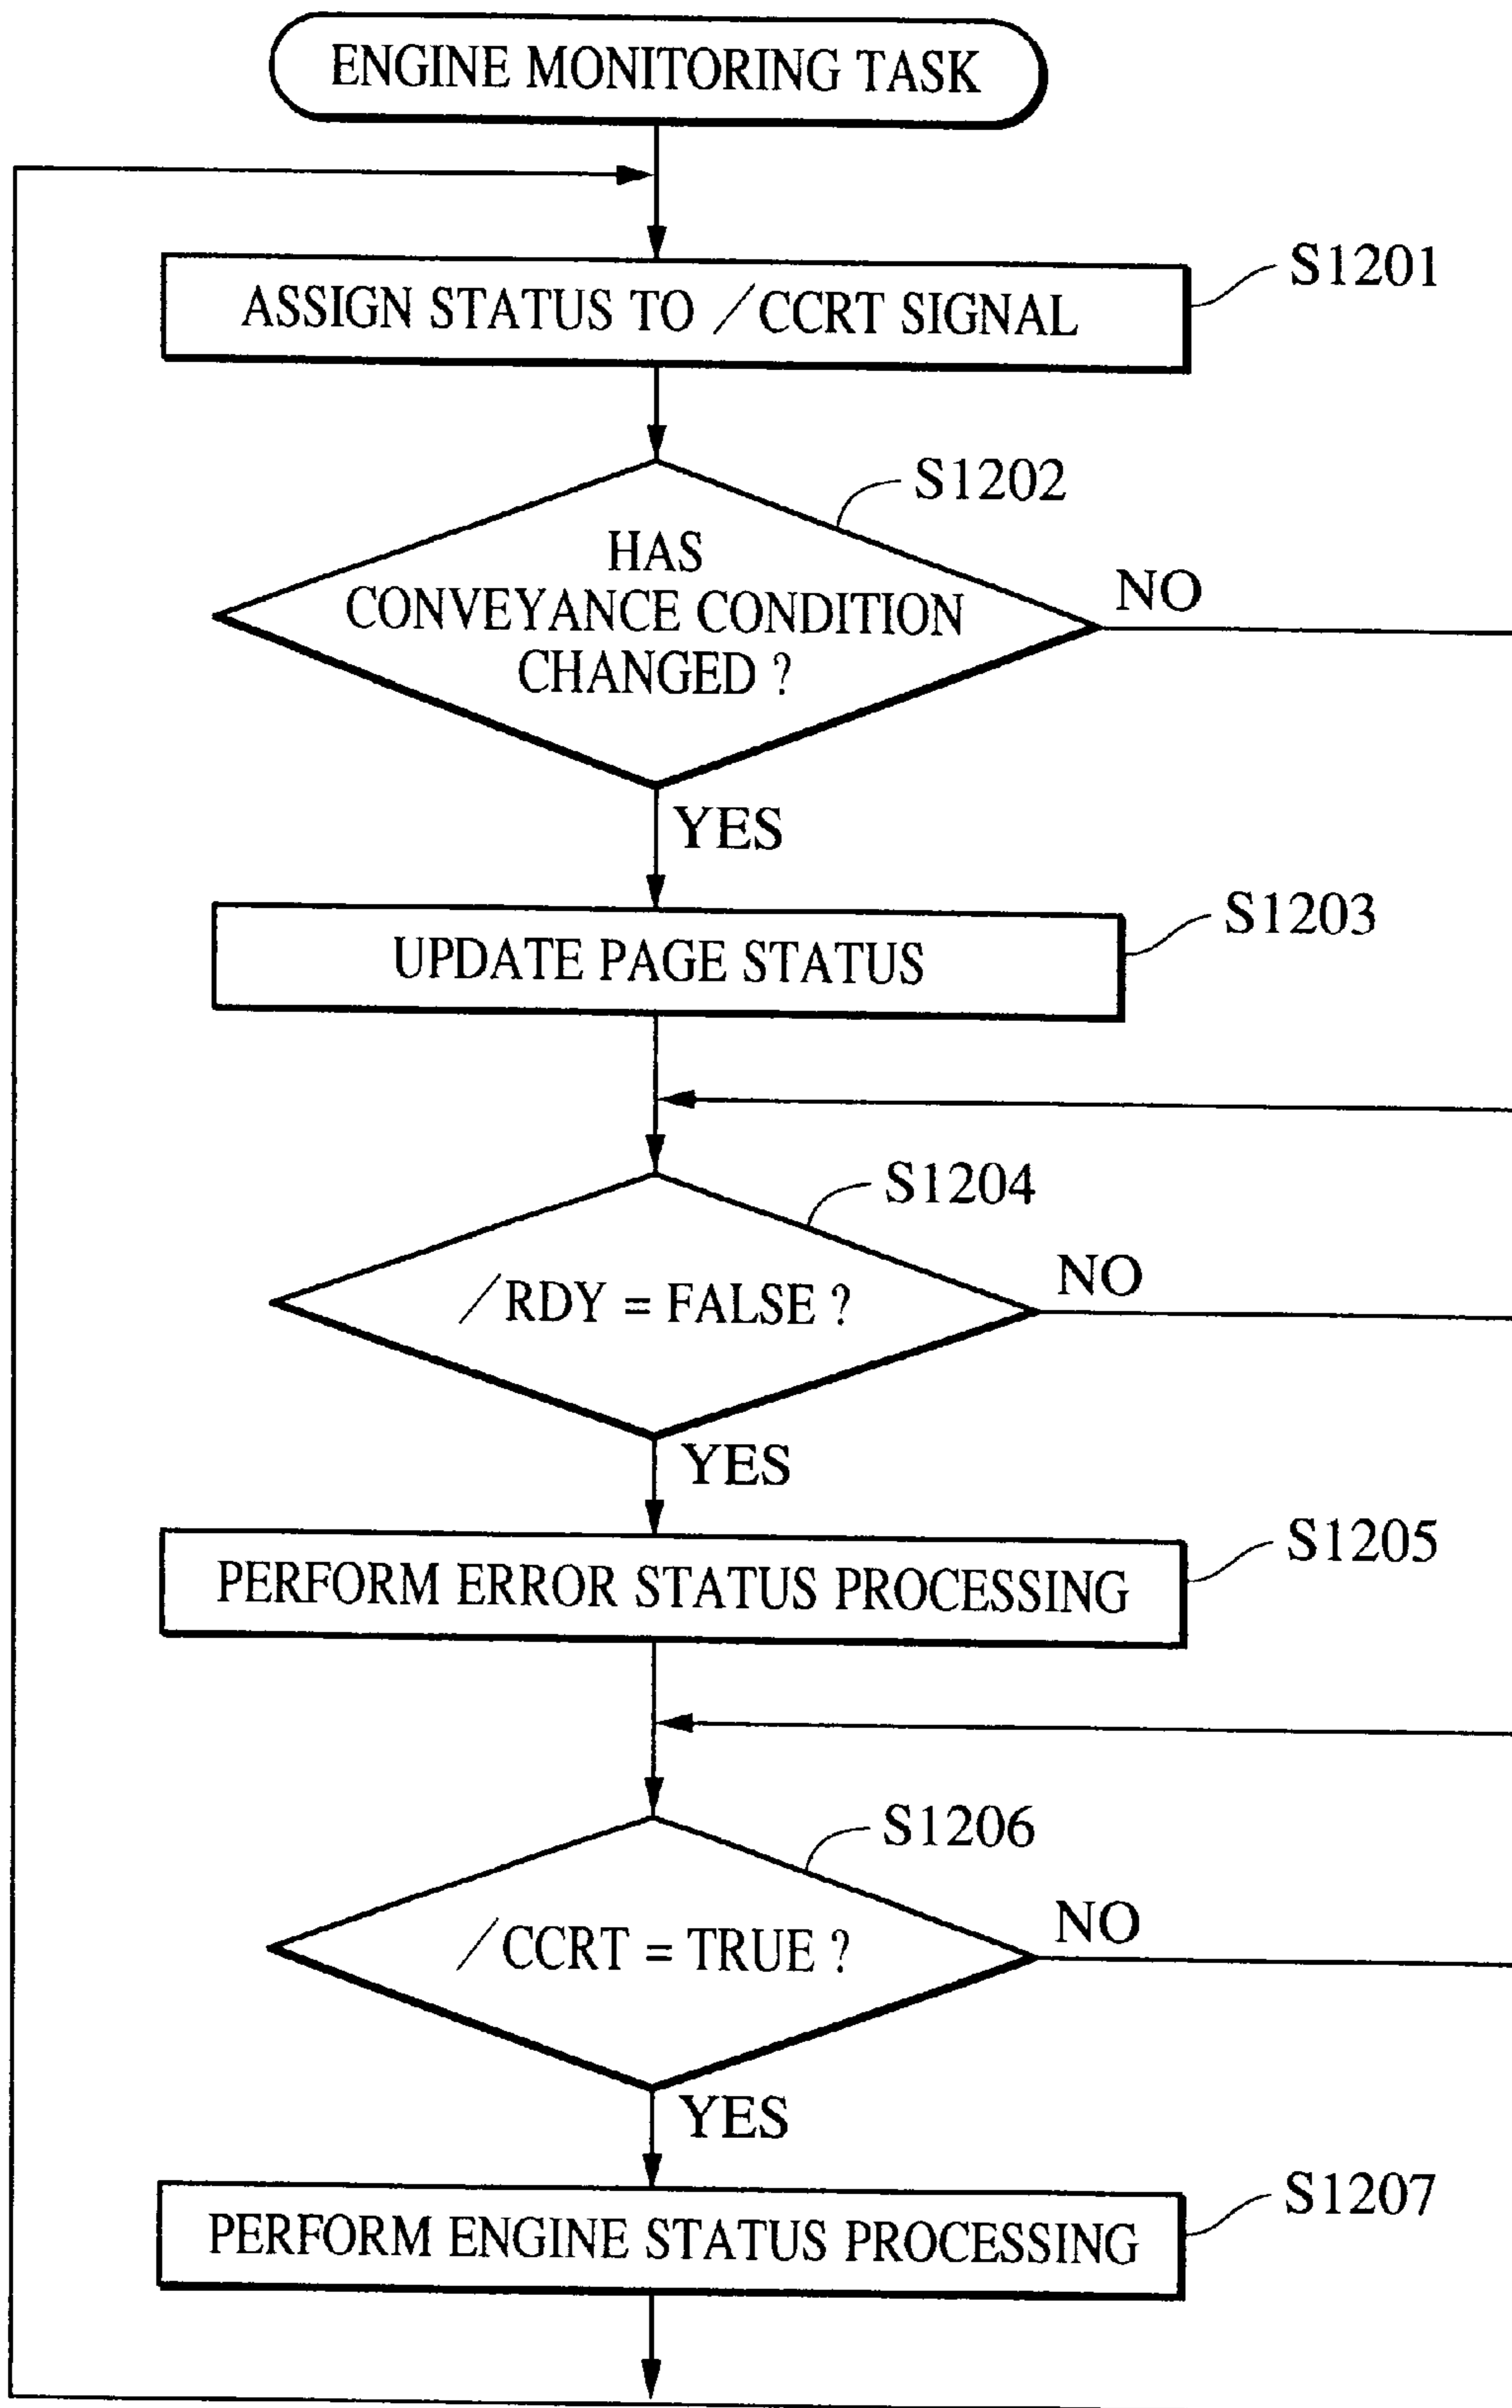 ENGINE MONITORING TASK
S1201
ASSIGN STATUS TO /CCRT SIGNAL
S1202
HAS
CONVEYANCE CONDITION
CHANGED ?
NO
YES
S1203
UPDATE PAGE STATUS
S1204
/RDY = FALSE ?
NO
YES
S1205
PERFORM ERROR STATUS PROCESSING
S1206
/CCRT = TRUE ?
NO
YES
S1207
PERFORM ENGINE STATUS PROCESSING